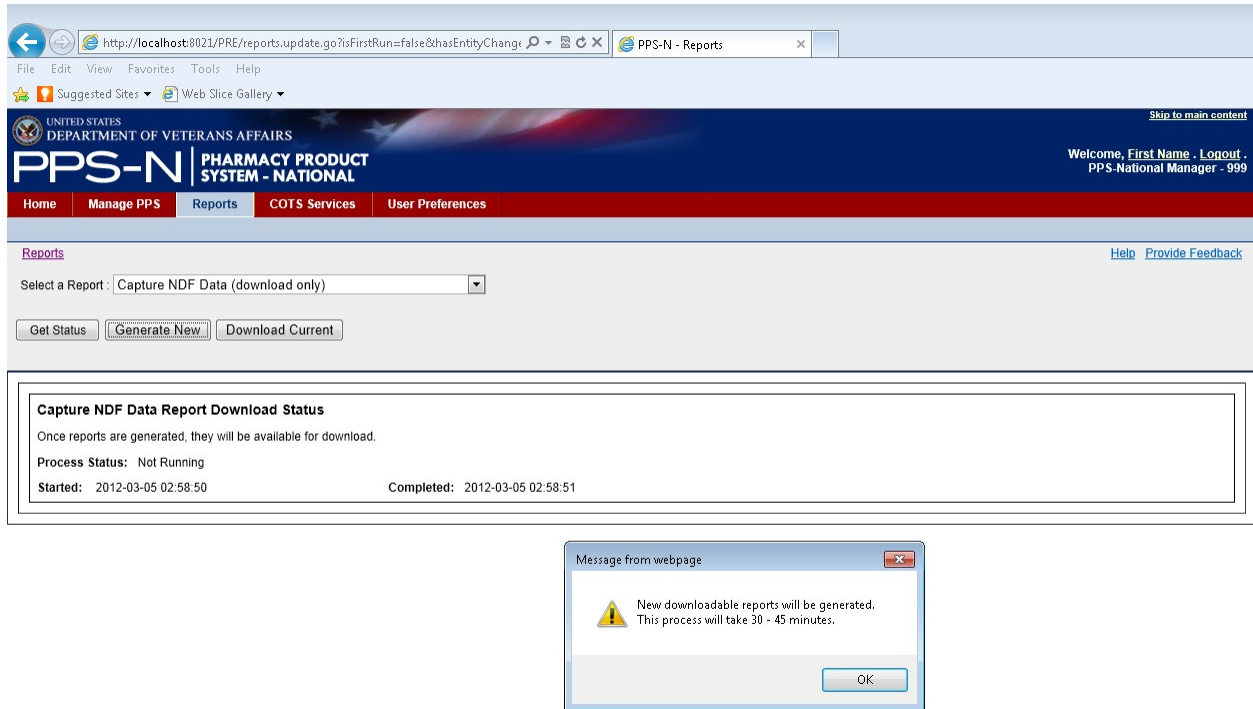 http://localhost:8021/PRE/reports.update.go?isFirstRun=false&hasEntityChange
PPS-N - Reports
File Edit View Favorites Tools Help
Suggested Sites Web Slice Gallery
Skip to main content
UNITED STATES
DEPARTMENT OF VETERANS AFFAIRS
PPS-N PHARMACY PRODUCT
SYSTEM - NATIONAL
Welcome, First Name . Logout .
PPS-National Manager - 999
Home Manage PPS Reports COTS Services User Preferences
Reports Help Provide Feedback
Select a Report : Capture NDF Data (download only)
Get Status Generate New Download Current
Capture NDF Data Report Download Status
Once reports are generated, they will be available for download.
Process Status: Not Running
Started: 2012-03-05 02:58:50 Completed: 2012-03-05 02:58:51
Message from webpage
New downloadable reports will be generated.
This process will take 30 - 45 minutes.
OK